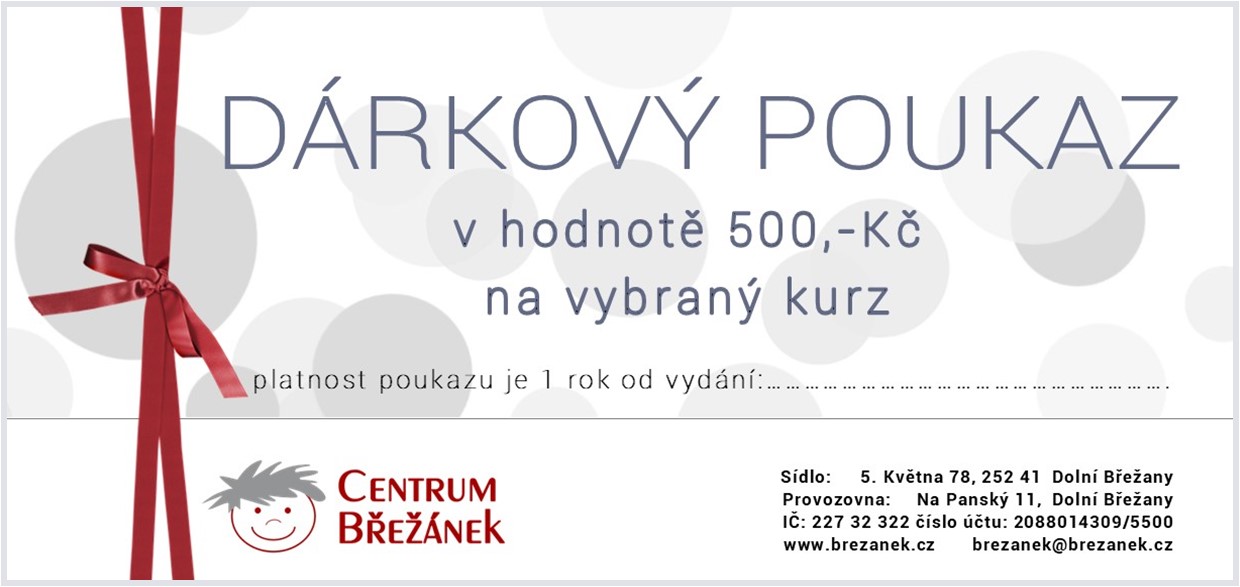 DÁRKOVÝ POUKAZ
v hodnotě 500,-Kč
na vybraný kurz
platnost poukazu je 1 rok od vydání:…………………………………………………………….
CENTRUM
BŘEŽÁNEK
Sídlo: 5. Května 78, 252 41 Dolní Břežany
Provozovna: Na Panský 11, Dolní Břežany
IČ: 227 32 322 číslo účtu: 2088014309/5500
www.brezanek.cz brezanek@brezanek.cz